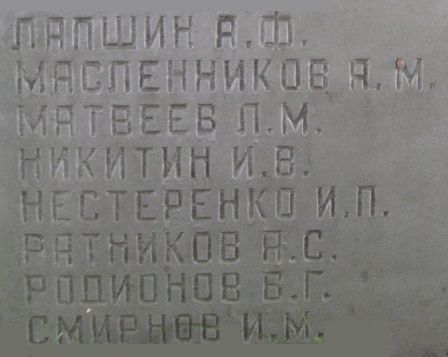 ЛАПШИН А.Ф.
МАСЛЕННИКОВ А.М.
МАТВЕЕВ Л.М.
НИКИТИН И.В.
НЕСТЕРЕНКО И.П.
РАТНИКОВ А.С.
РОДИОНОВ Б.Г.
СМИРНОВ И.М.